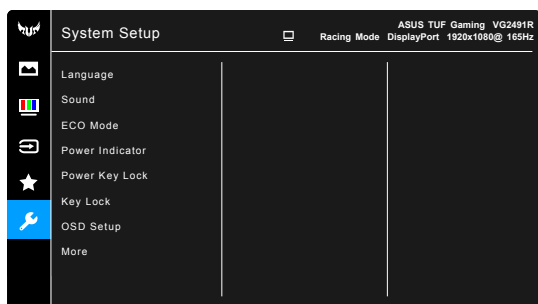 System Setup
ASUS TUF Gaming VG2491R
Racing Mode DisplayPort 1920x1080@ 165Hz
Language
Sound
ECO Mode
Power Indicator
Power Key Lock
Key Lock
OSD Setup
More